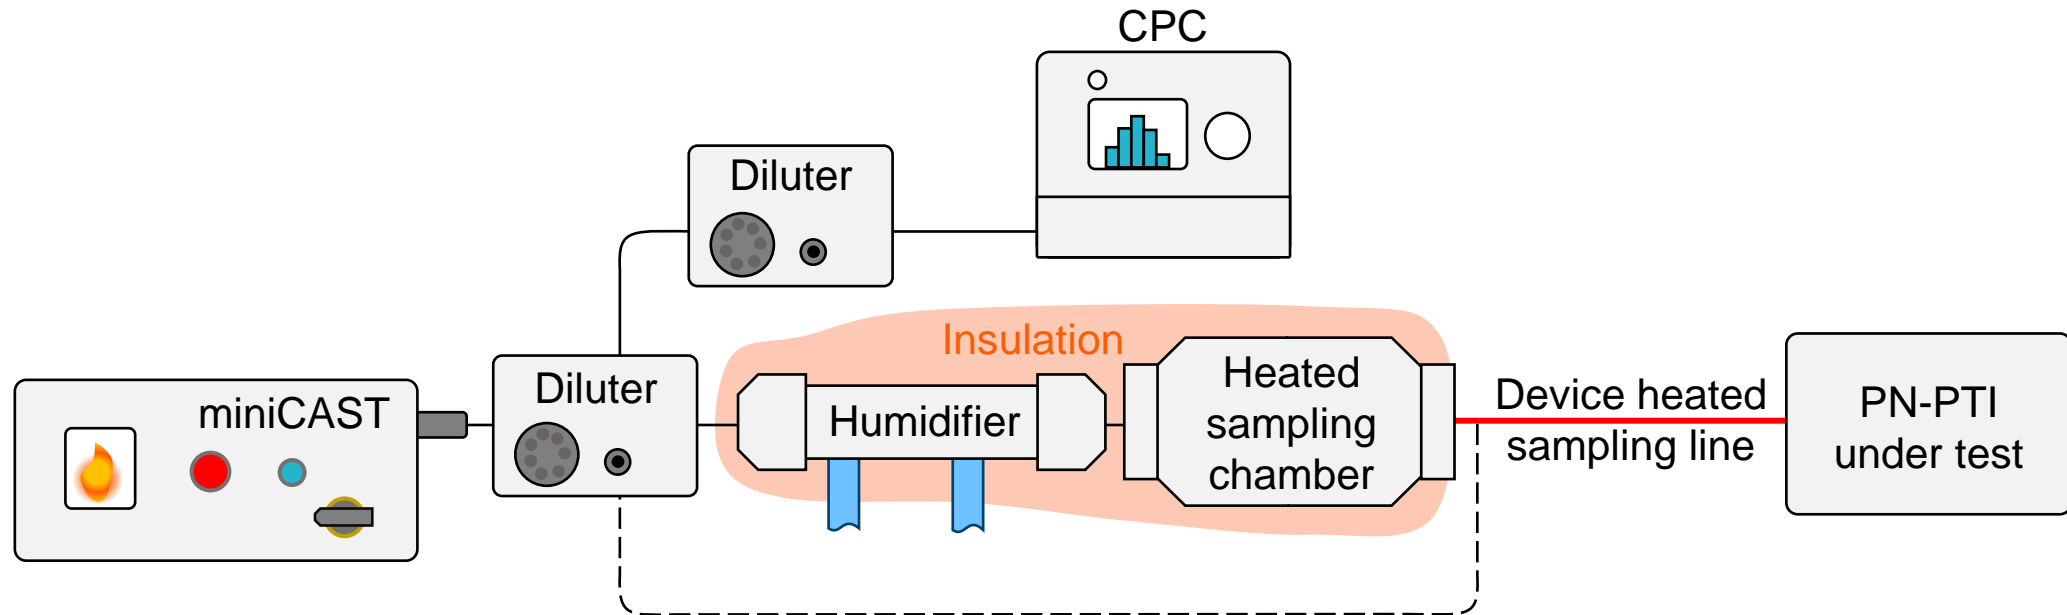 CPC
Diluter
Insulation
miniCAST
Diluter
Humidifier
Heated
sampling
chamber
Device heated
sampling line
PN-PTI
under test